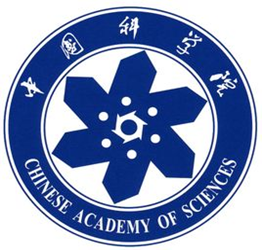 中国科学院
CHINESE ACADEMY OF SCIENCES